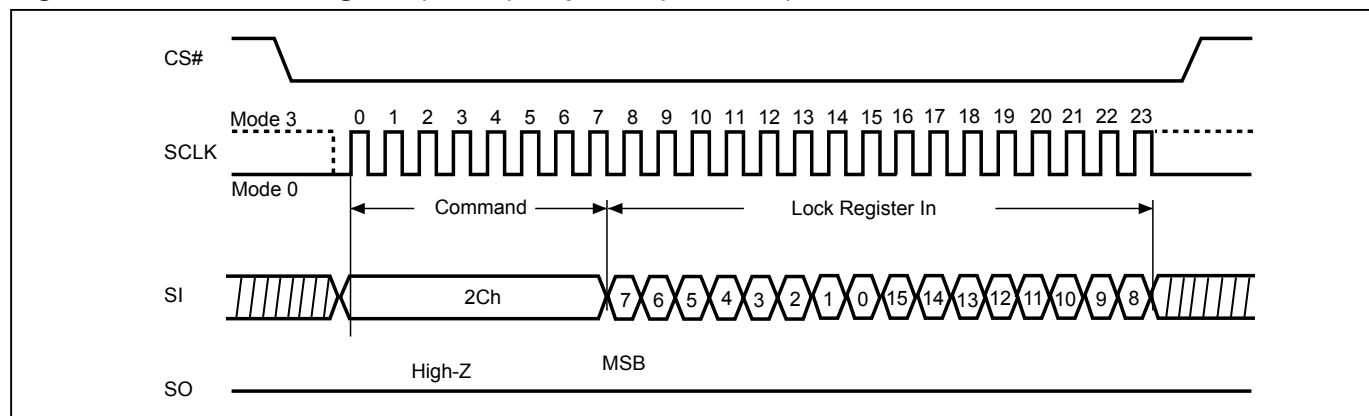 CS#
Mode 3 0 1 2 3 4 5 6 7 8 9 10 11 12 13 14 15 16 17 18 19 20 21 22 23
SCLK
Mode 0
Command Lock Register In
SI 2Ch 7 6 5 4 3 2 1 0 15 14 13 12 11 10 9 8
High-Z MSB
SO